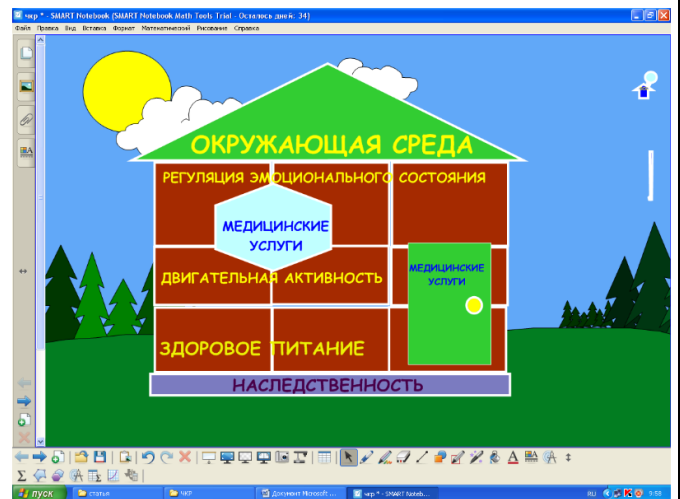 чкр * - SMART Notebook (SMART Notebook Math Tools Trial - Осталось дней: 34)
Файл Правка Вид Вставка Формат Математический Рисование Справка
ОКРУЖАЮЩАЯ СРЕДА
РЕГУЛЯЦИЯ ЭМОЦИОНАЛЬНОГО СОСТОЯНИЯ
МЕДИЦИНСКИЕ
УСЛУГИ
ДВИГАТЕЛЬНАЯ АКТИВНОСТЬ
МЕДИЦИНСКИЕ
УСЛУГИ
ЗДОРОВОЕ ПИТАНИЕ
НАСЛЕДСТВЕННОСТЬ
пуск статья ЧКР Документ Microsoft ... чкр * - SMART Noteb... RU 9:58